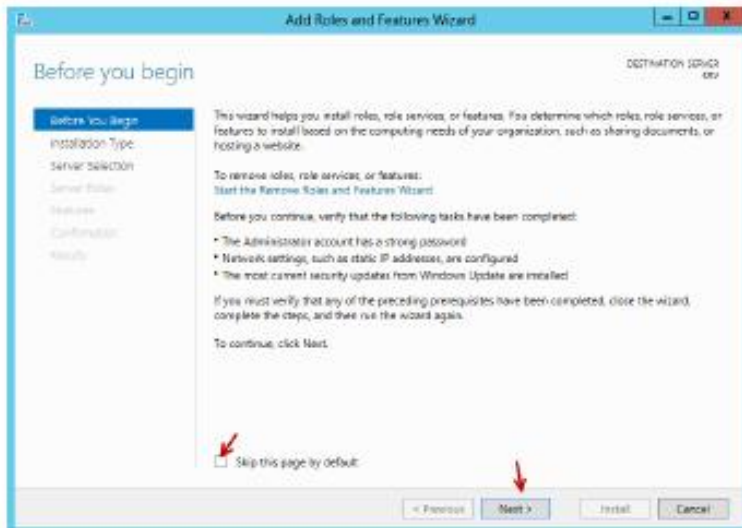 Add Roles and Features Wizard
Before you begin
DESTINATION SERVER
Before You Begin
Installation Type
Server Selection
Server Roles
Features
Confirmation
Results
This wizard helps you install roles, role services, or features. You determine which roles, role services, or
features to install based on the computing needs of your organization, such as sharing documents, or
hosting a website.
To remove roles, role services, or features:
Start the Remove Roles and Features Wizard
Before you continue, verify that the following tasks have been completed:
• The Administrator account has a strong password
• Network settings, such as static IP addresses, are configured
• The most current security updates from Windows Update are installed
If you must verify that any of the preceding prerequisites have been completed, close the wizard,
complete the steps, and then run the wizard again.
To continue, click Next.
Skip this page by default
< Previous
Next >
Install
Cancel